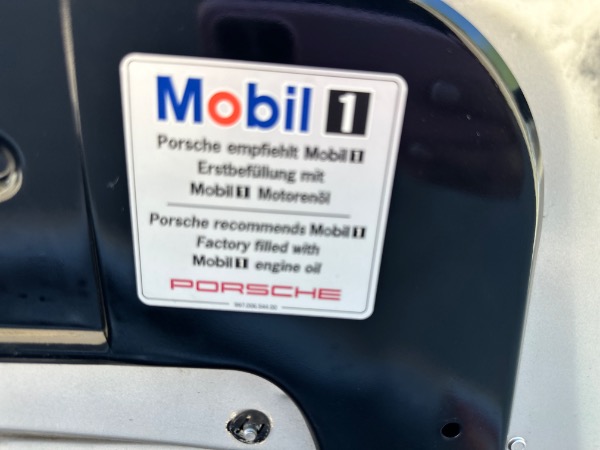 Mobil 1
Porsche empfiehlt Mobil 1
Erstbefüllung mit
Mobil 1 Motorenöl
Porsche recommends Mobil 1
Factory filled with
Mobil 1 engine oil
PORSCHE